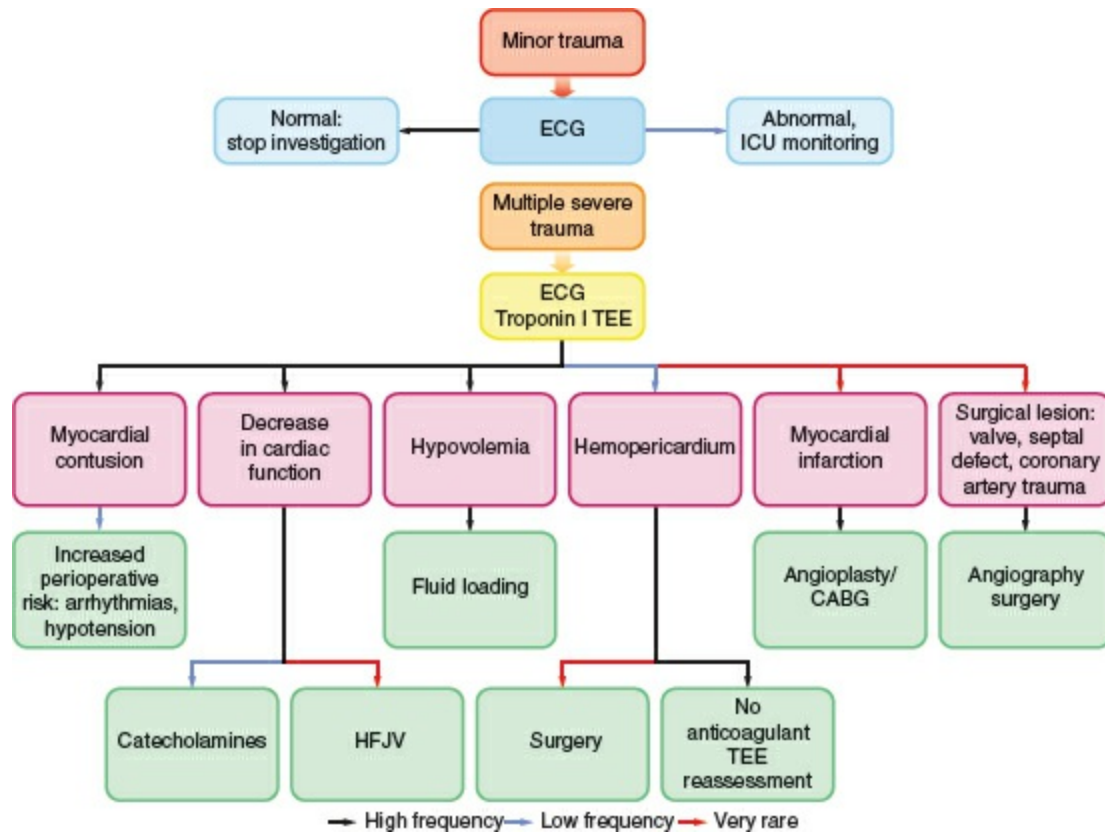 Minor trauma
Normal:
stop investigation
ECG
Abnormal,
ICU monitoring
Multiple severe
trauma
ECG
Troponin I TEE
Myocardial
contusion
Decrease
in cardiac
function
Hypovolemia
Hemopericardium
Myocardial
infarction
Surgical lesion:
valve, septal
defect, coronary
artery trauma
Increased
perioperative
risk: arrhythmias,
hypotension
Fluid loading
Angioplasty/
CABG
Angiography
surgery
Catecholamines
HFJV
Surgery
No
anticoagulant
TEE
reassessment
High frequency
Low frequency
Very rare